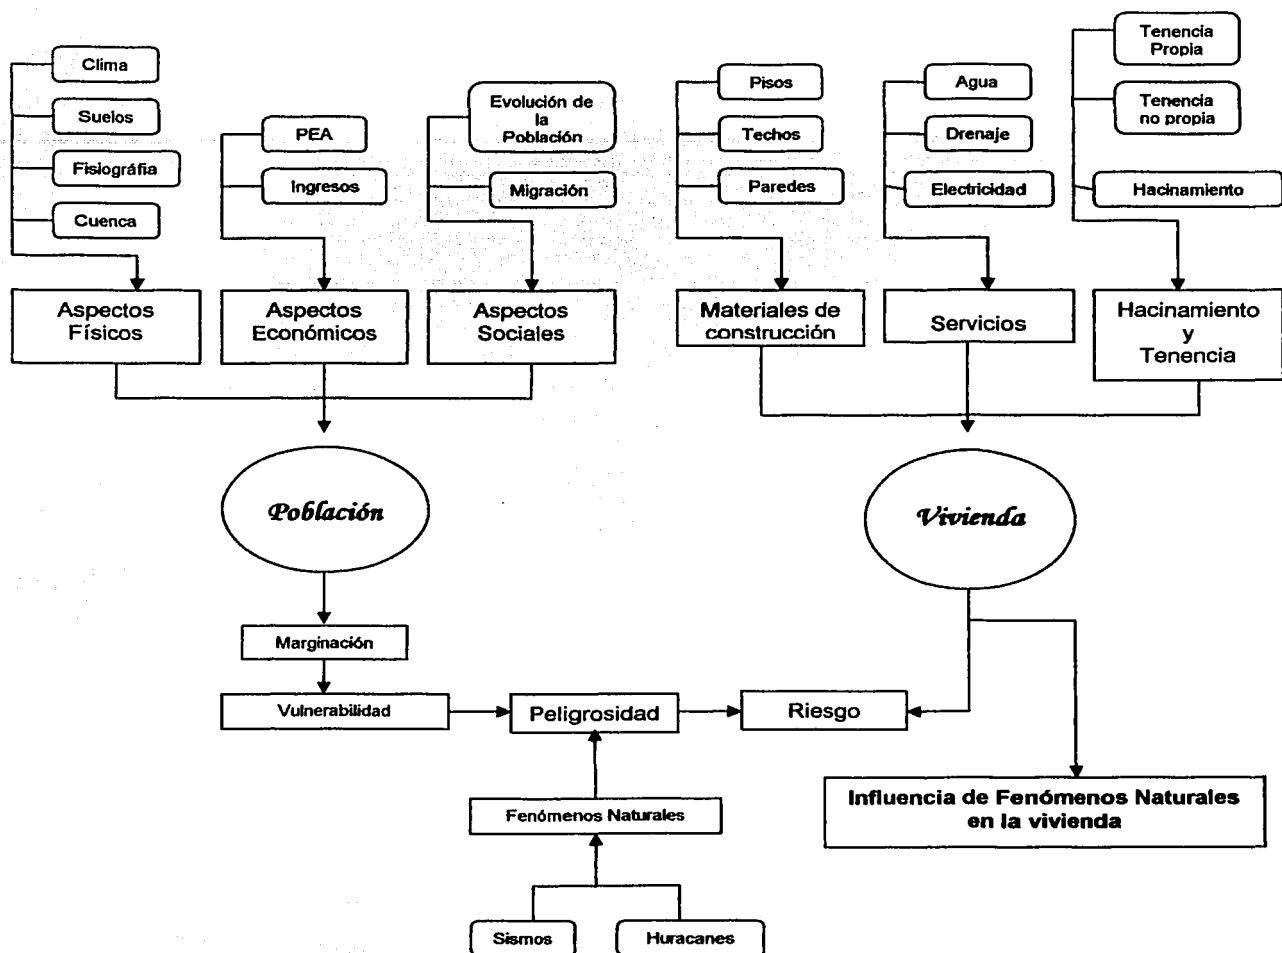 Clima
Suelos
Fisiográfia
Cuenca
PEA
Ingresos
Evolución de
la
Población
Migración
Pisos
Techos
Paredes
Agua
Drenaje
Electricidad
Tenencia
Propia
Tenencia
no propia
Hacinamiento
Aspectos
Físicos
Aspectos
Económicos
Aspectos
Sociales
Materiales de
construcción
Servicios
Hacinamiento
y
Tenencia
Población
Vivienda
Marginación
Vulnerabilidad
Peligrosidad
Riesgo
Fenómenos Naturales
Influencia de Fenómenos Naturales
en la vivienda
Sismos
Huracanes